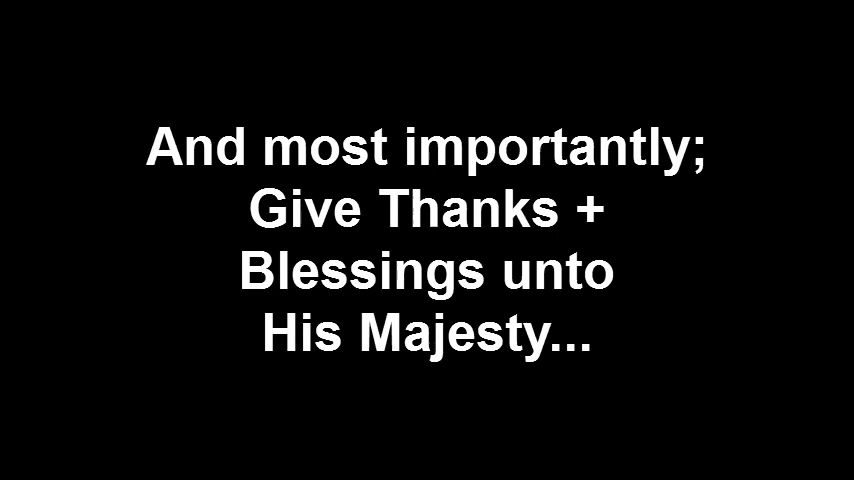 And most importantly;
Give Thanks +
Blessings unto
His Majesty...